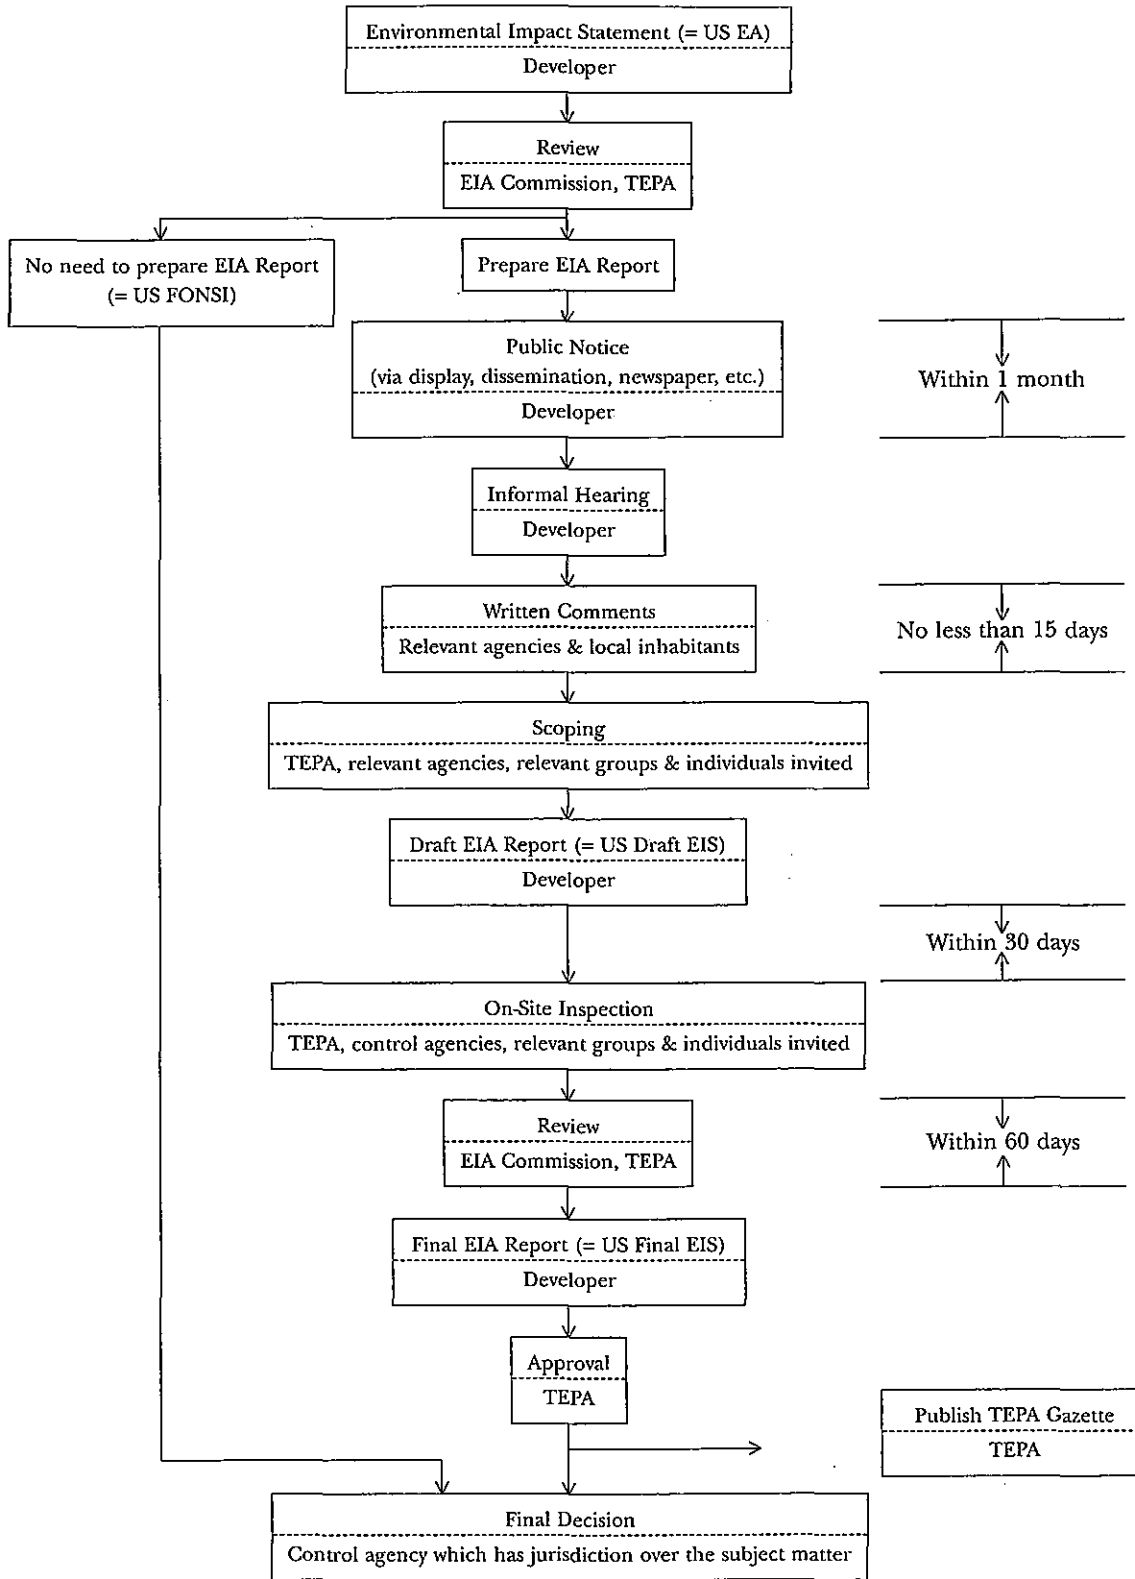 Environmental Impact Statement (= US EA)
Developer
Review
EIA Commission, TEPA
No need to prepare EIA Report
(= US FONSI)
Prepare EIA Report
Public Notice
(via display, dissemination, newspaper, etc.)
Developer
Within 1 month
Informal Hearing
Developer
Written Comments
Relevant agencies & local inhabitants
No less than 15 days
Scoping
TEPA, relevant agencies, relevant groups & individuals invited
Draft EIA Report (= US Draft EIS)
Developer
Within 30 days
On-Site Inspection
TEPA, control agencies, relevant groups & individuals invited
Review
EIA Commission, TEPA
Within 60 days
Final EIA Report (= US Final EIS)
Developer
Approval
TEPA
Publish TEPA Gazette
TEPA
Final Decision
Control agency which has jurisdiction over the subject matter